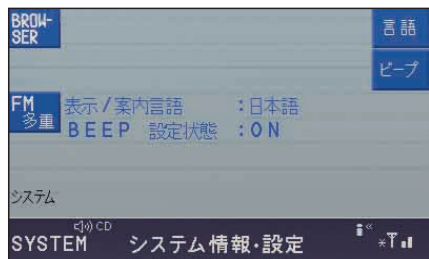 BROW-
SER
言語
ビープ
FM
多重
表示/案内言語 :日本語
BEEP 設定状態 :ON
システム
CD
SYSTEM システム情報・設定